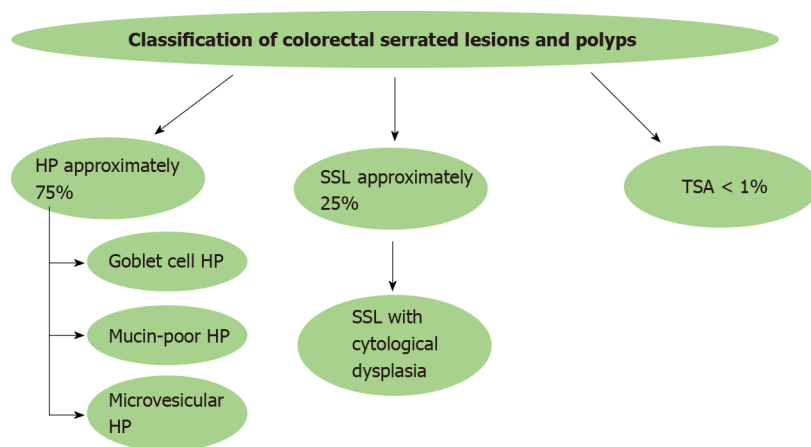 Classification of colorectal serrated lesions and polyps
HP approximately
75%
SSL approximately
25%
TSA < 1%
Goblet cell HP
Mucin-poor HP
Microvesicular
HP
SSL with
cytological
dysplasia